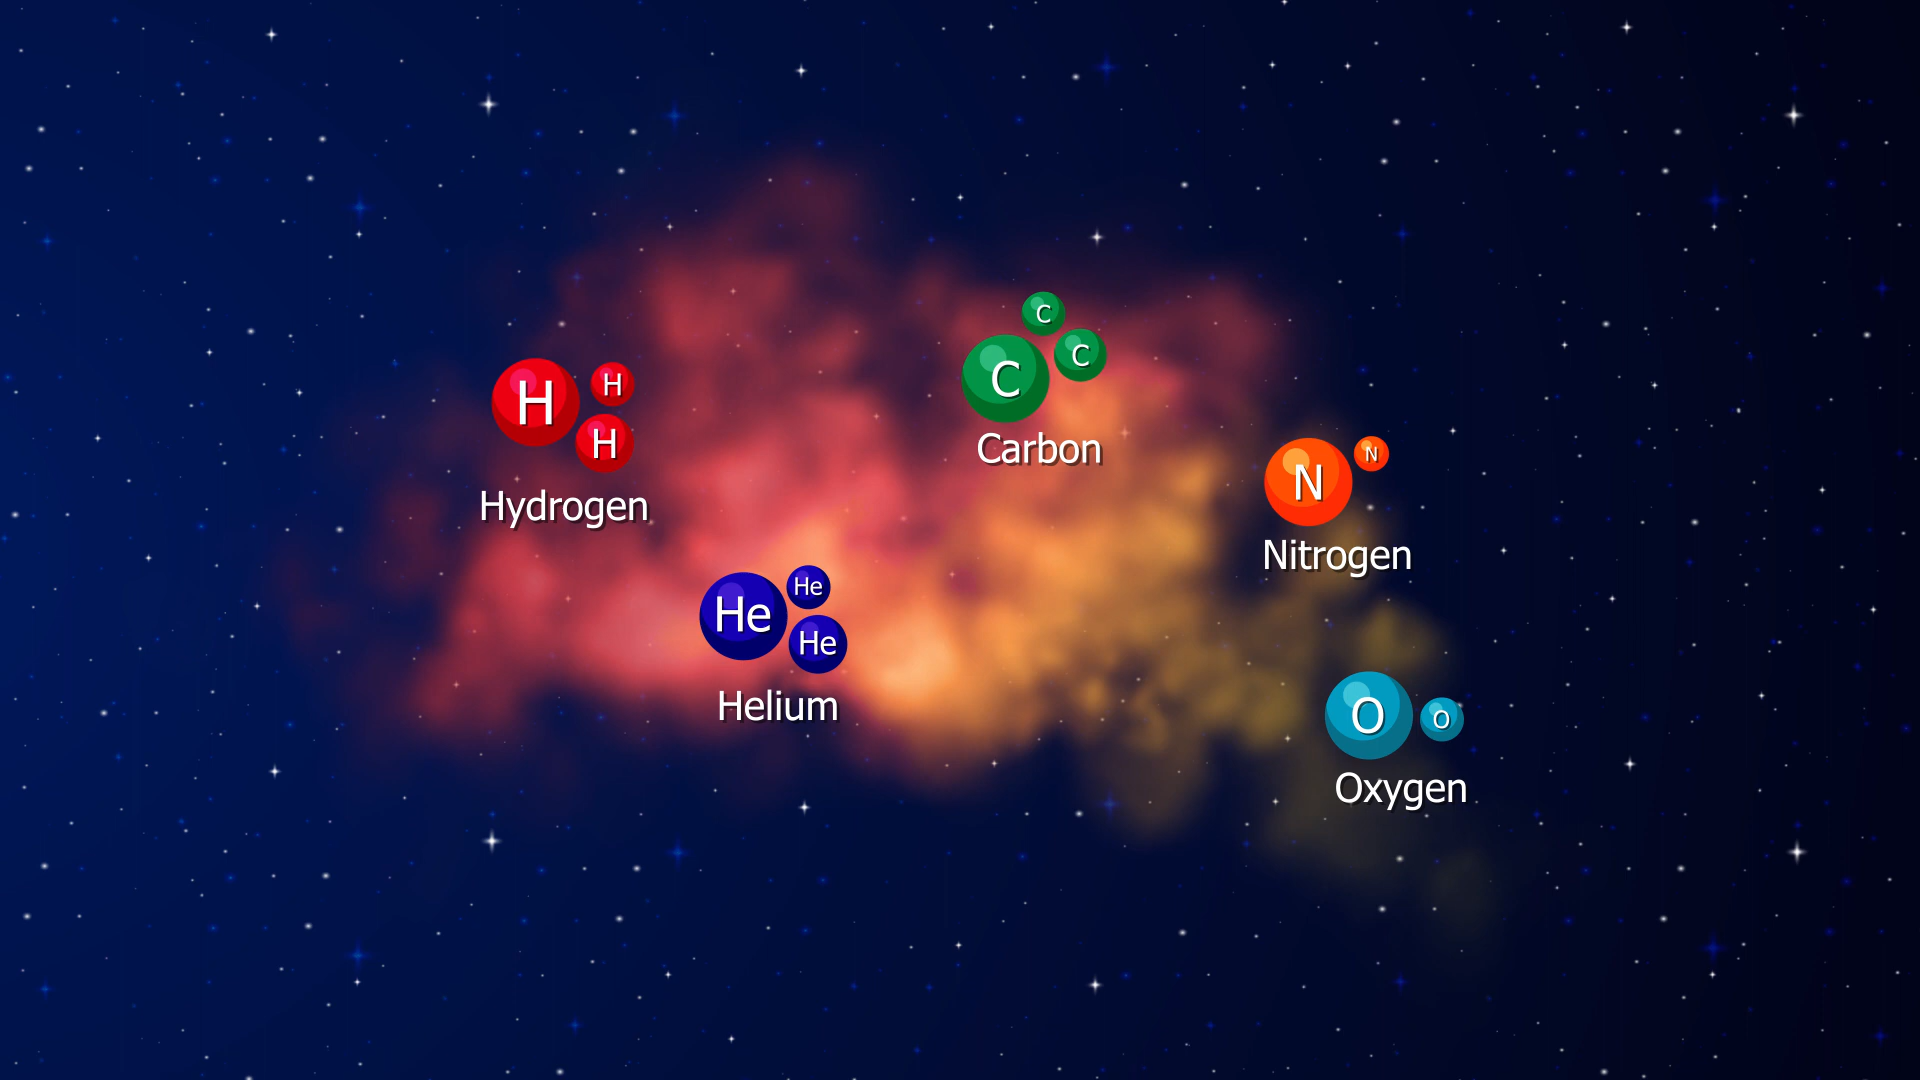 H H
H
Hydrogen
He He
He
Helium
C
C C
Carbon
N N
Nitrogen
O O
Oxygen